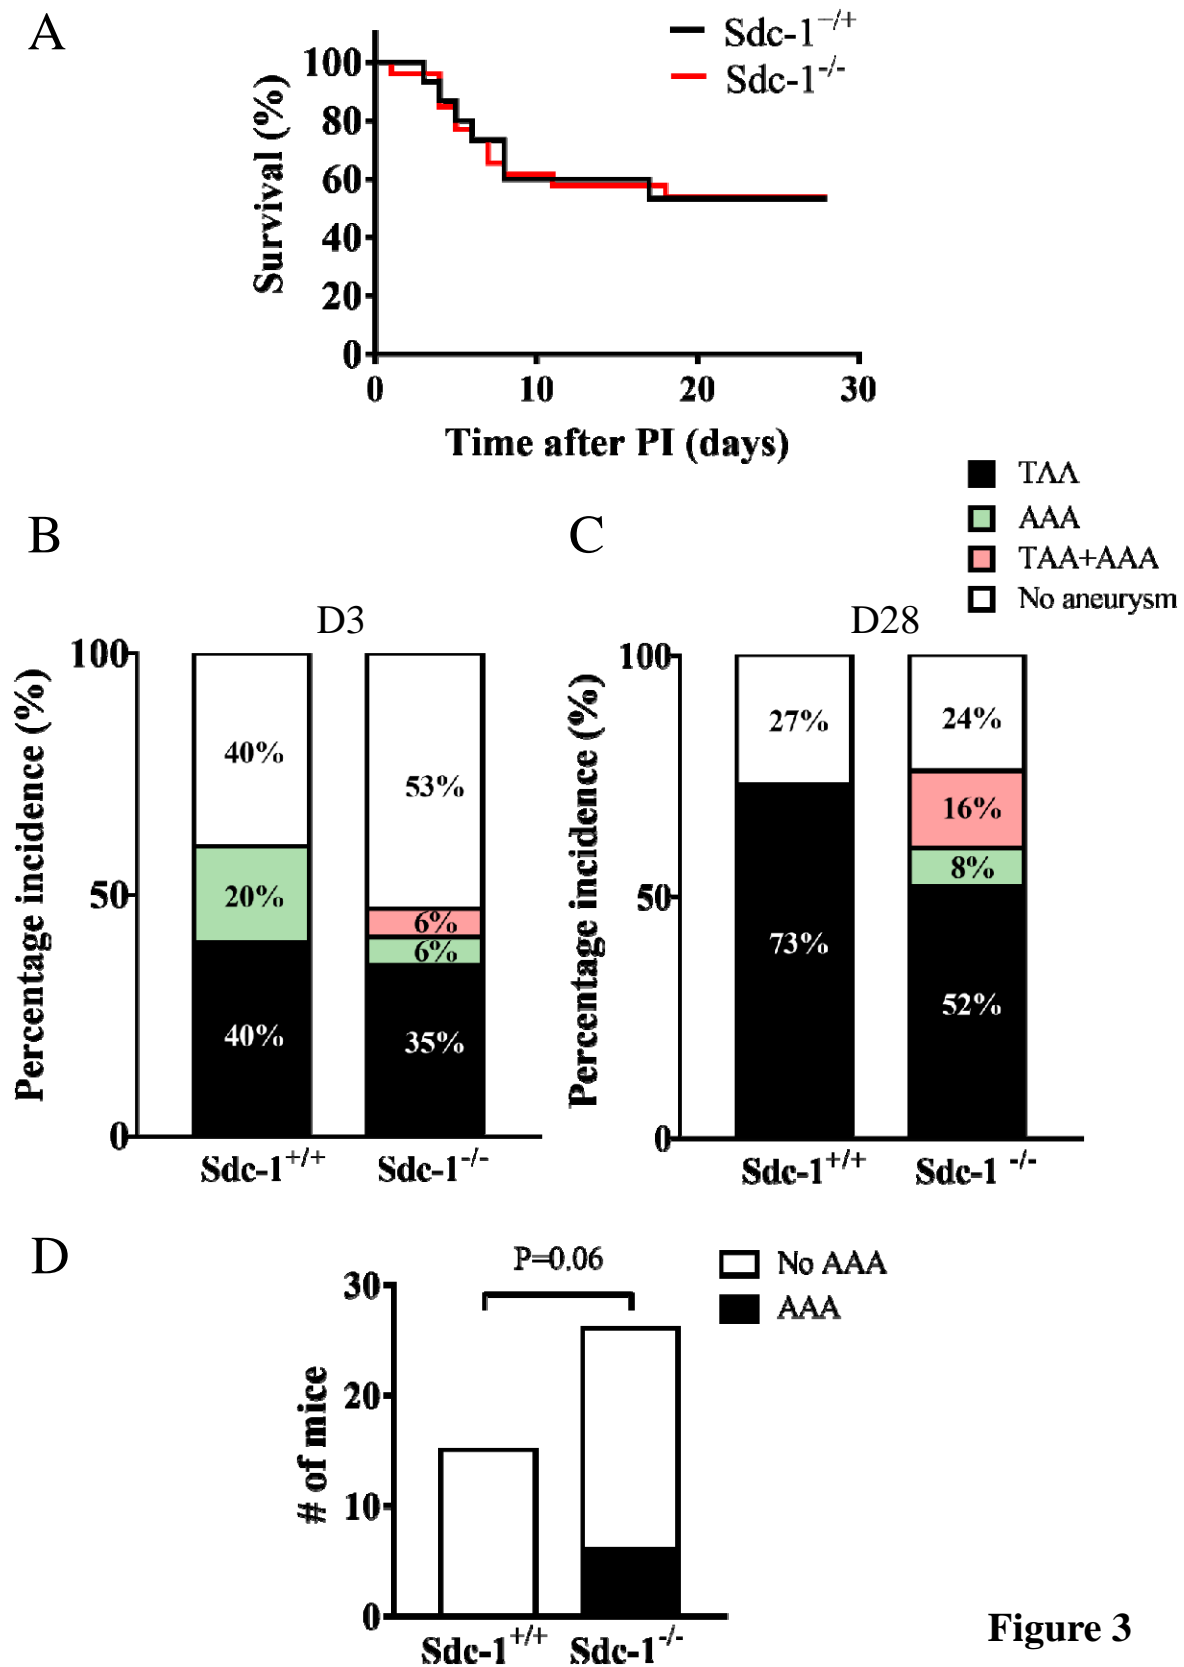 A
Sdc-1⁻/⁺
Sdc-1⁻/⁻
100
80
60
40
20
0
Survival (%)
0 10 20 30
Time after PI (days)
TΛΛ
AAA
TAA+AAA
No aneurysm
B
D3
Percentage incidence (%)
100
50
0
40%
20%
40%
53%
6%
6%
35%
Sdc-1⁺/⁺ Sdc-1⁻/⁻
C
D28
Percentage incidence (%)
100
50
0
27%
73%
24%
16%
8%
52%
Sdc-1⁺/⁺ Sdc-1 ⁻/⁻
D
P=0.06
No AAA
AAA
# of mice
30
20
10
0
Sdc-1⁺/⁺ Sdc-1⁻/⁻
Figure 3